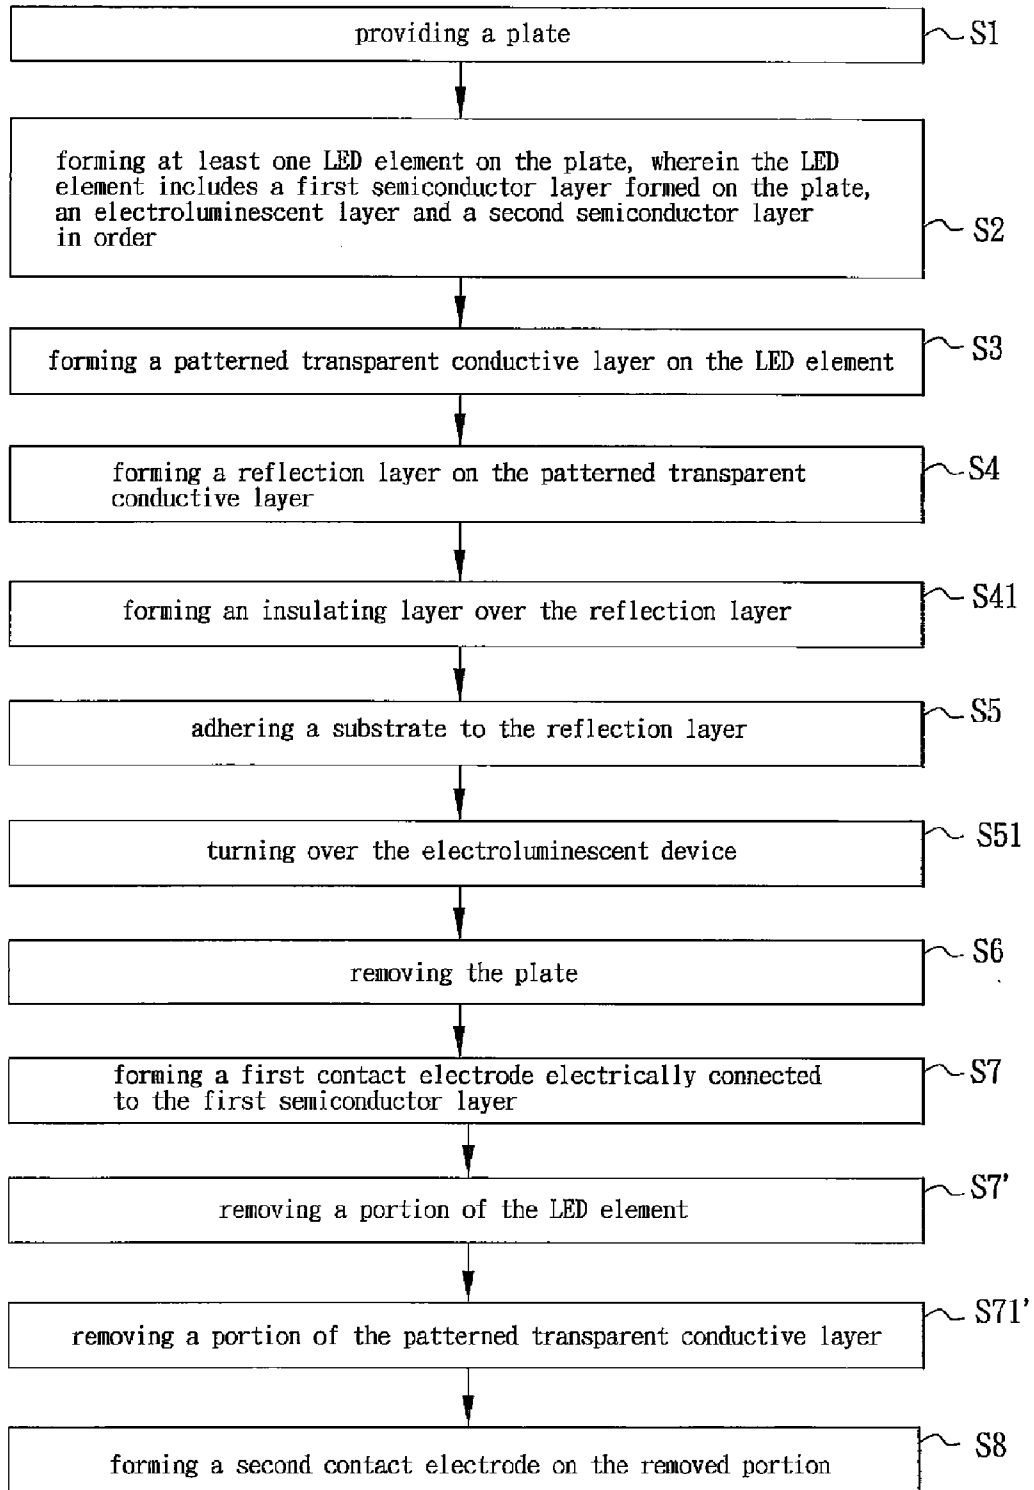 providing a plate
S1
forming at least one LED element on the plate, wherein the LED
element includes a first semiconductor layer formed on the plate,
an electroluminescent layer and a second semiconductor layer
in order
S2
forming a patterned transparent conductive layer on the LED element
S3
forming a reflection layer on the patterned transparent
conductive layer
S4
forming an insulating layer over the reflection layer
S41
adhering a substrate to the reflection layer
S5
turning over the electroluminescent device
S51
removing the plate
S6
forming a first contact electrode electrically connected
to the first semiconductor layer
S7
removing a portion of the LED element
S7'
removing a portion of the patterned transparent conductive layer
S71'
forming a second contact electrode on the removed portion
S8